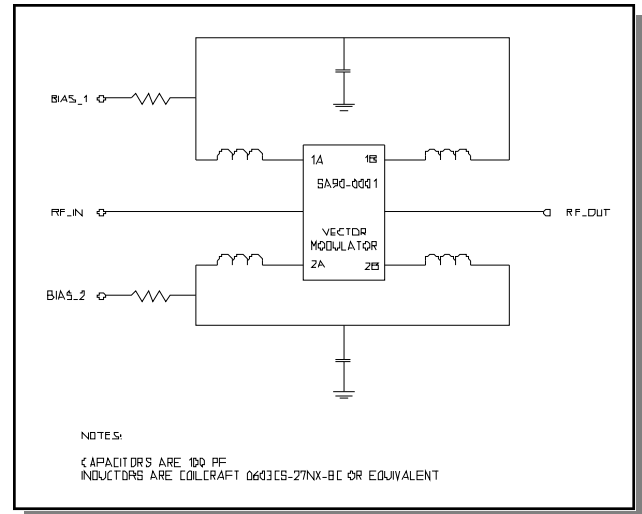 BIAS_1
1A 1B
SA90-0001
RF_IN RF_OUT
VECTOR
MODULATOR
2A 2B
BIAS_2
NOTES:
CAPACITORS ARE 100 PF
INDUCTORS ARE COILCRAFT 0603CS-27NX-BC OR EQUIVALENT